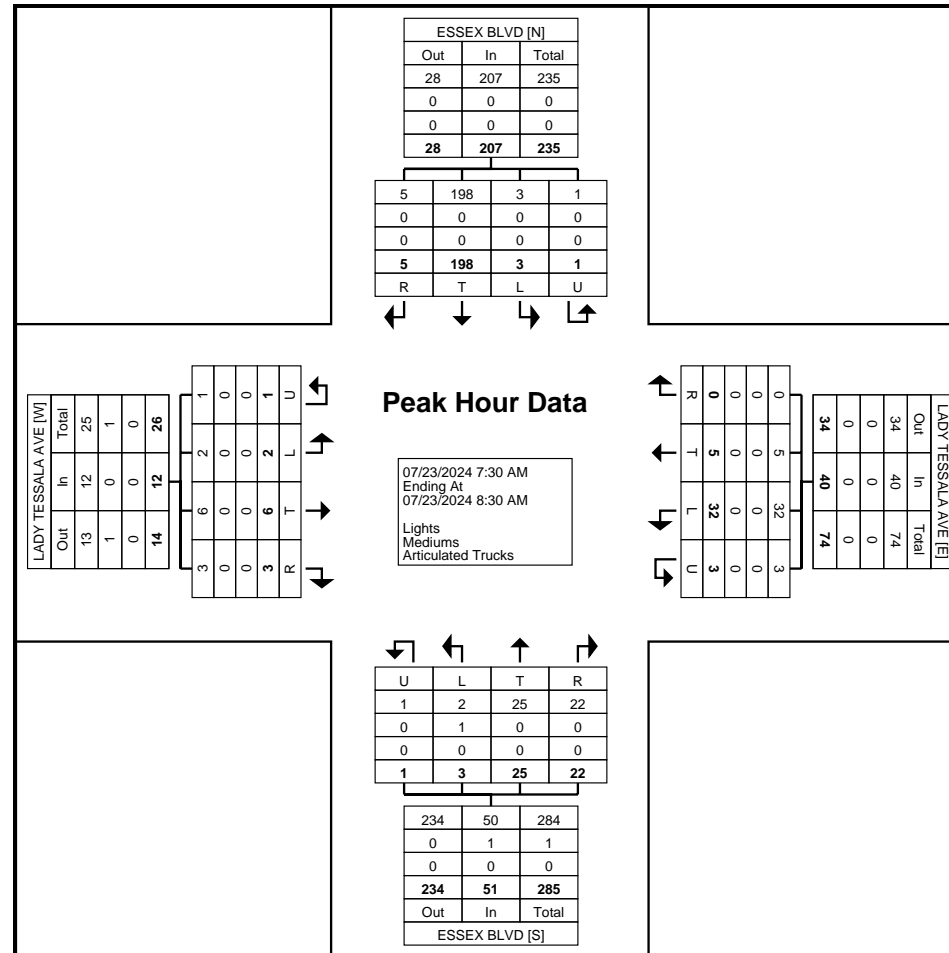 ESSEX BLVD [N]
Out In Total
28 207 235
0 0 0
0 0 0
28 207 235
5 198 3 1
0 0 0 0
0 0 0 0
5 198 3 1
R T L U
LADY TESSALA AVE [W]
Total In Out
25 12 13
1 0 1
0 0 0
26 12 14
1 2 6 3
0 0 0 0
0 0 0 0
1 2 6 3
U L T R
Peak Hour Data
07/23/2024 7:30 AM
Ending At
07/23/2024 8:30 AM
Lights
Mediums
Articulated Trucks
R T L U
0 5 32 3
0 0 0 0
0 0 0 0
0 5 32 3
LADY TESSALA AVE [E]
Out In Total
34 40 74
0 0 0
0 0 0
34 40 74
U L T R
1 2 25 22
0 1 0 0
0 0 0 0
1 3 25 22
234 50 284
0 1 1
0 0 0
234 51 285
Out In Total
ESSEX BLVD [S]